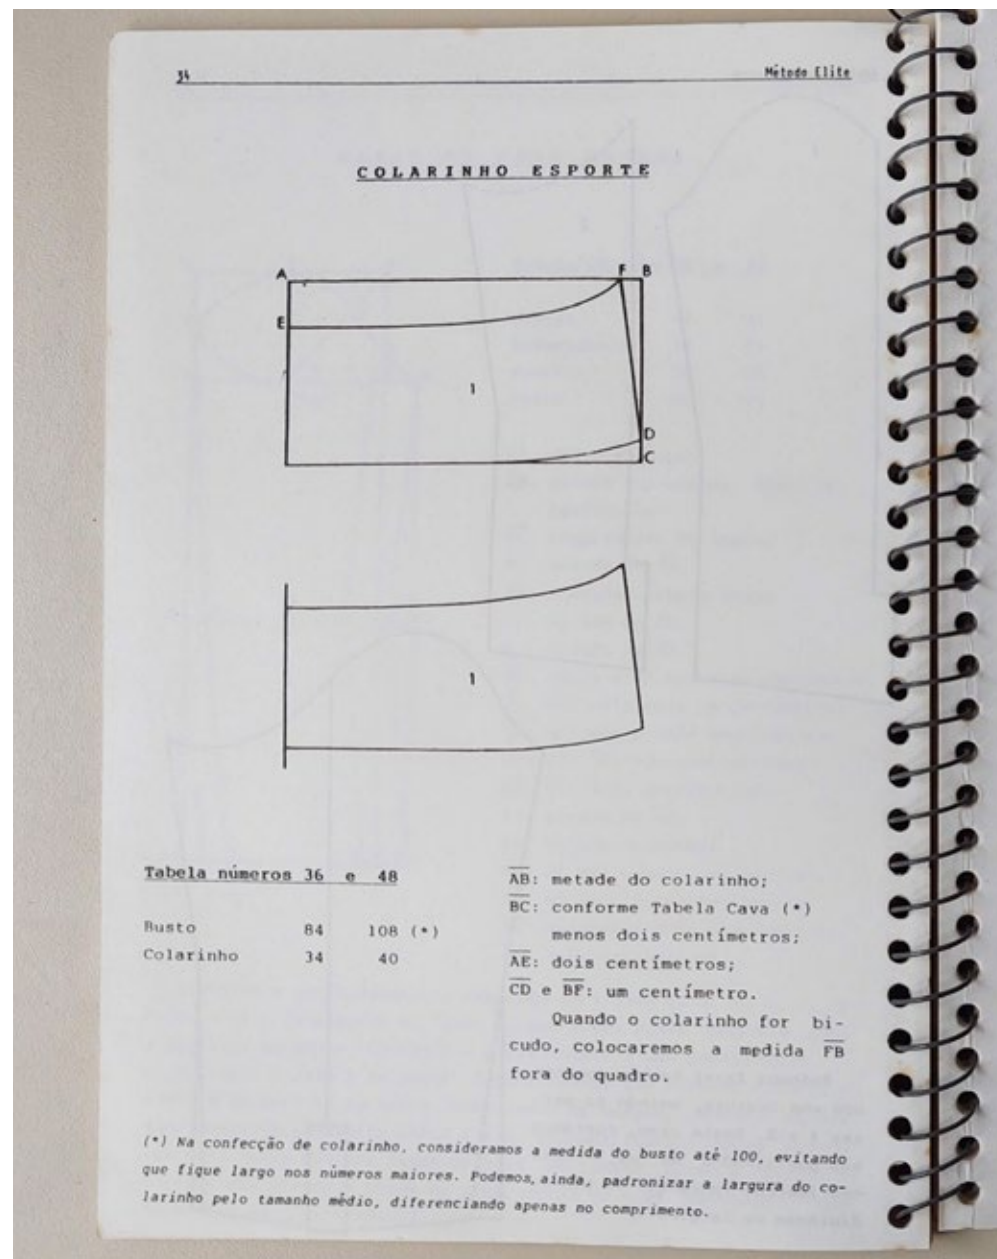 34 Método Elite
COLARINHO ESPORTE
A F B
E
1
D
C
1
Tabela números 36 e 48
Busto 84 108 (*)
Colarinho 34 40
AB: metade do colarinho;
BC: conforme Tabela Cava (*)
menos dois centímetros;
AE: dois centímetros;
CD e BF: um centímetro.
Quando o colarinho for bi-
cudo, colocaremos a medida FB
fora do quadro.
(*) Na confecção de colarinho, consideramos a medida do busto até 100, evitando
que fique largo nos números maiores. Podemos, ainda, padronizar a largura do co-
larinho pelo tamanho médio, diferenciando apenas no comprimento.